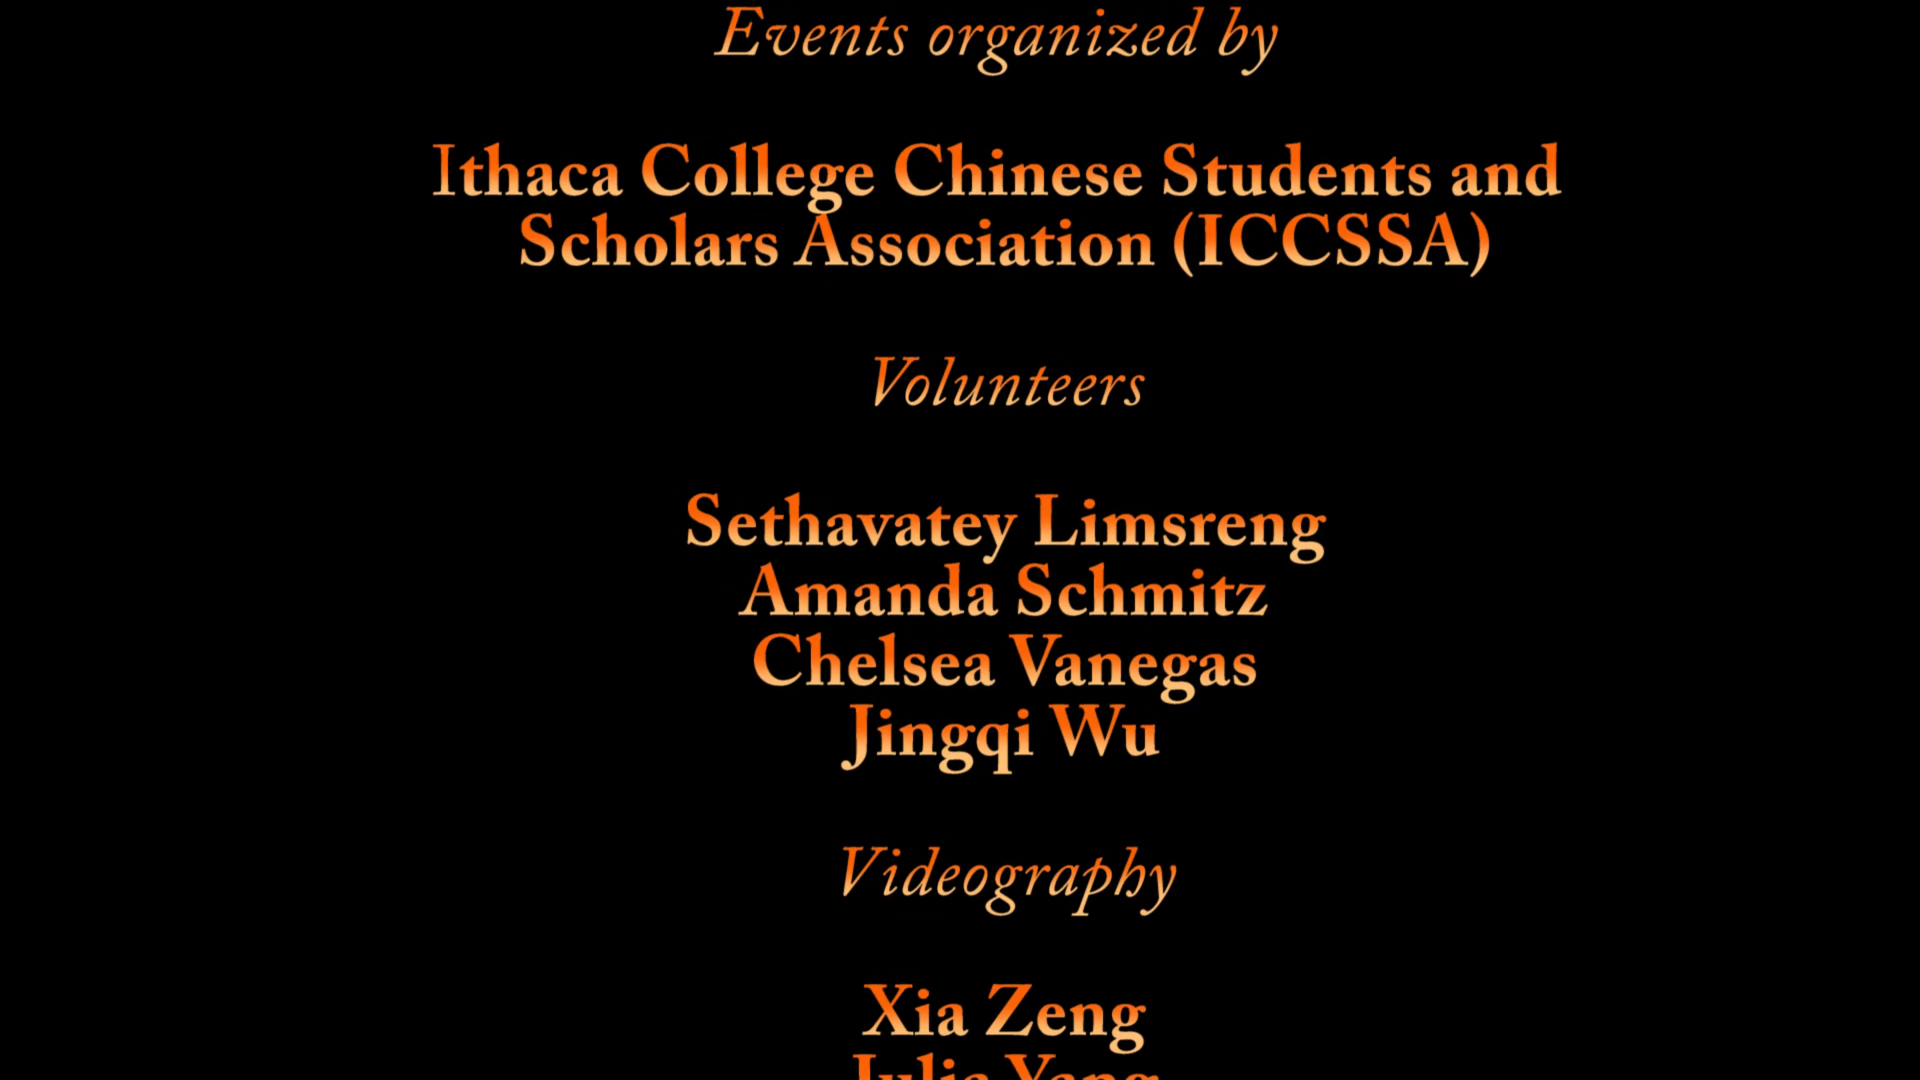 Events organized by
Ithaca College Chinese Students and
Scholars Association (ICCSSA)
Volunteers
Sethavatey Limsreng
Amanda Schmitz
Chelsea Vanegas
Jingqi Wu
Videography
Xia Zeng